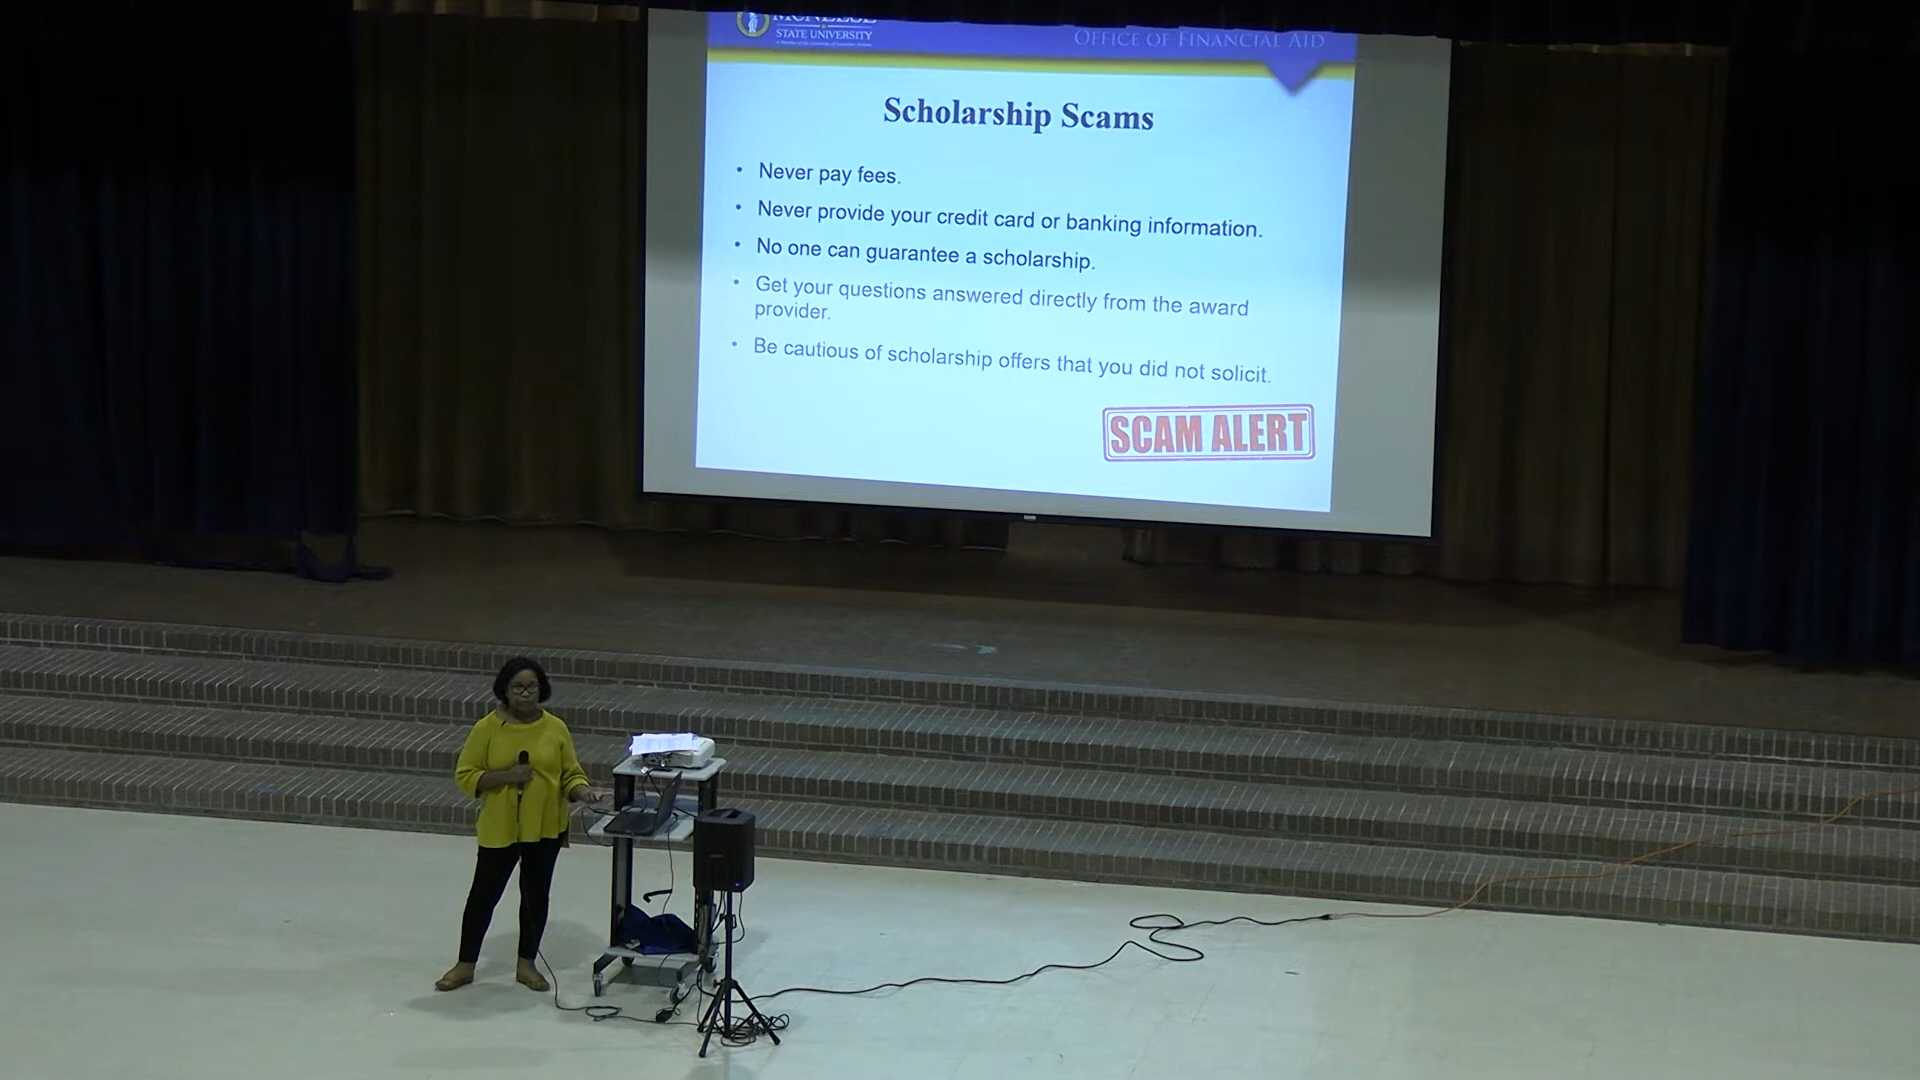 McNEESE
STATE UNIVERSITY
OFFICE OF FINANCIAL AID
Scholarship Scams
• Never pay fees.
• Never provide your credit card or banking information.
• No one can guarantee a scholarship.
• Get your questions answered directly from the award
provider.
• Be cautious of scholarship offers that you did not solicit.
SCAM ALERT